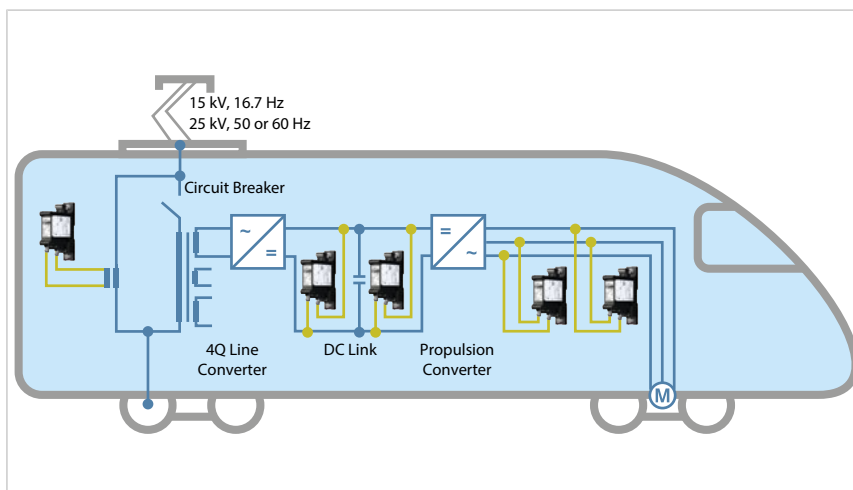 15 kV, 16.7 Hz
25 kV, 50 or 60 Hz
Circuit Breaker
~
=
=
~
4Q Line
Converter
DC Link
Propulsion
Converter
M